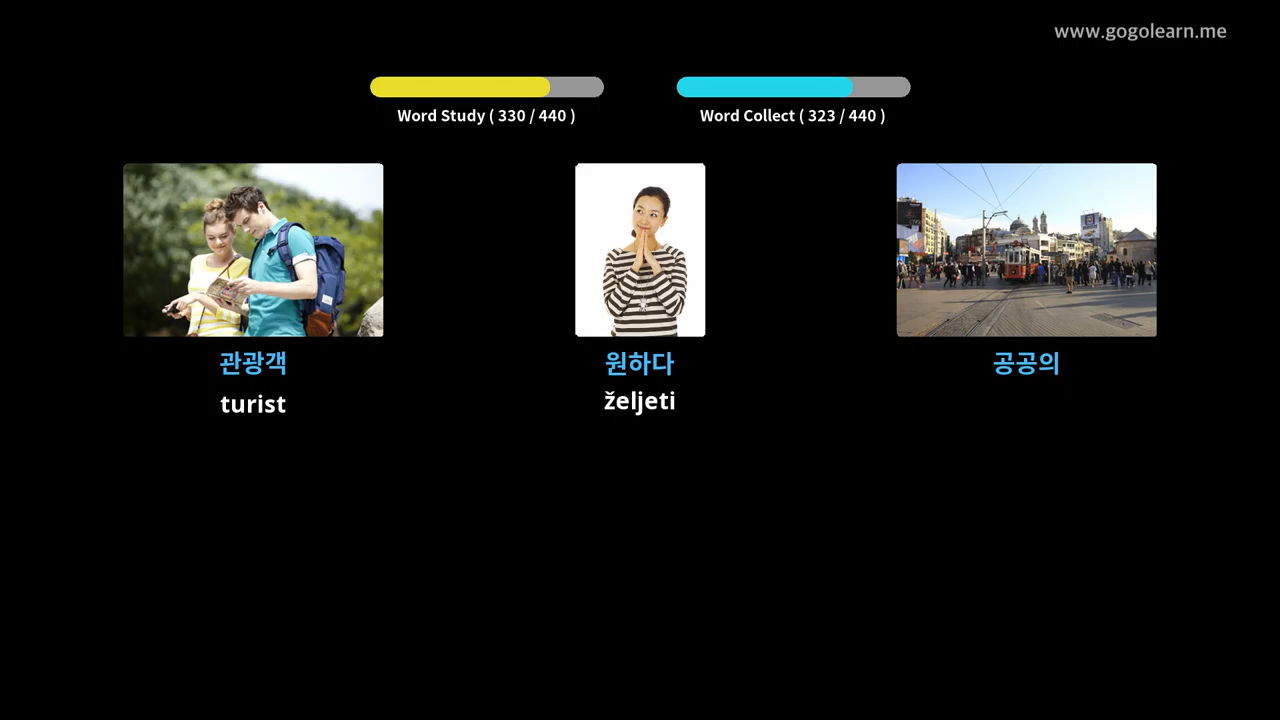 www.gogolearn.me
Word Study ( 330 / 440 )
Word Collect ( 323 / 440 )
관광객
원하다
공공의
turist
željeti